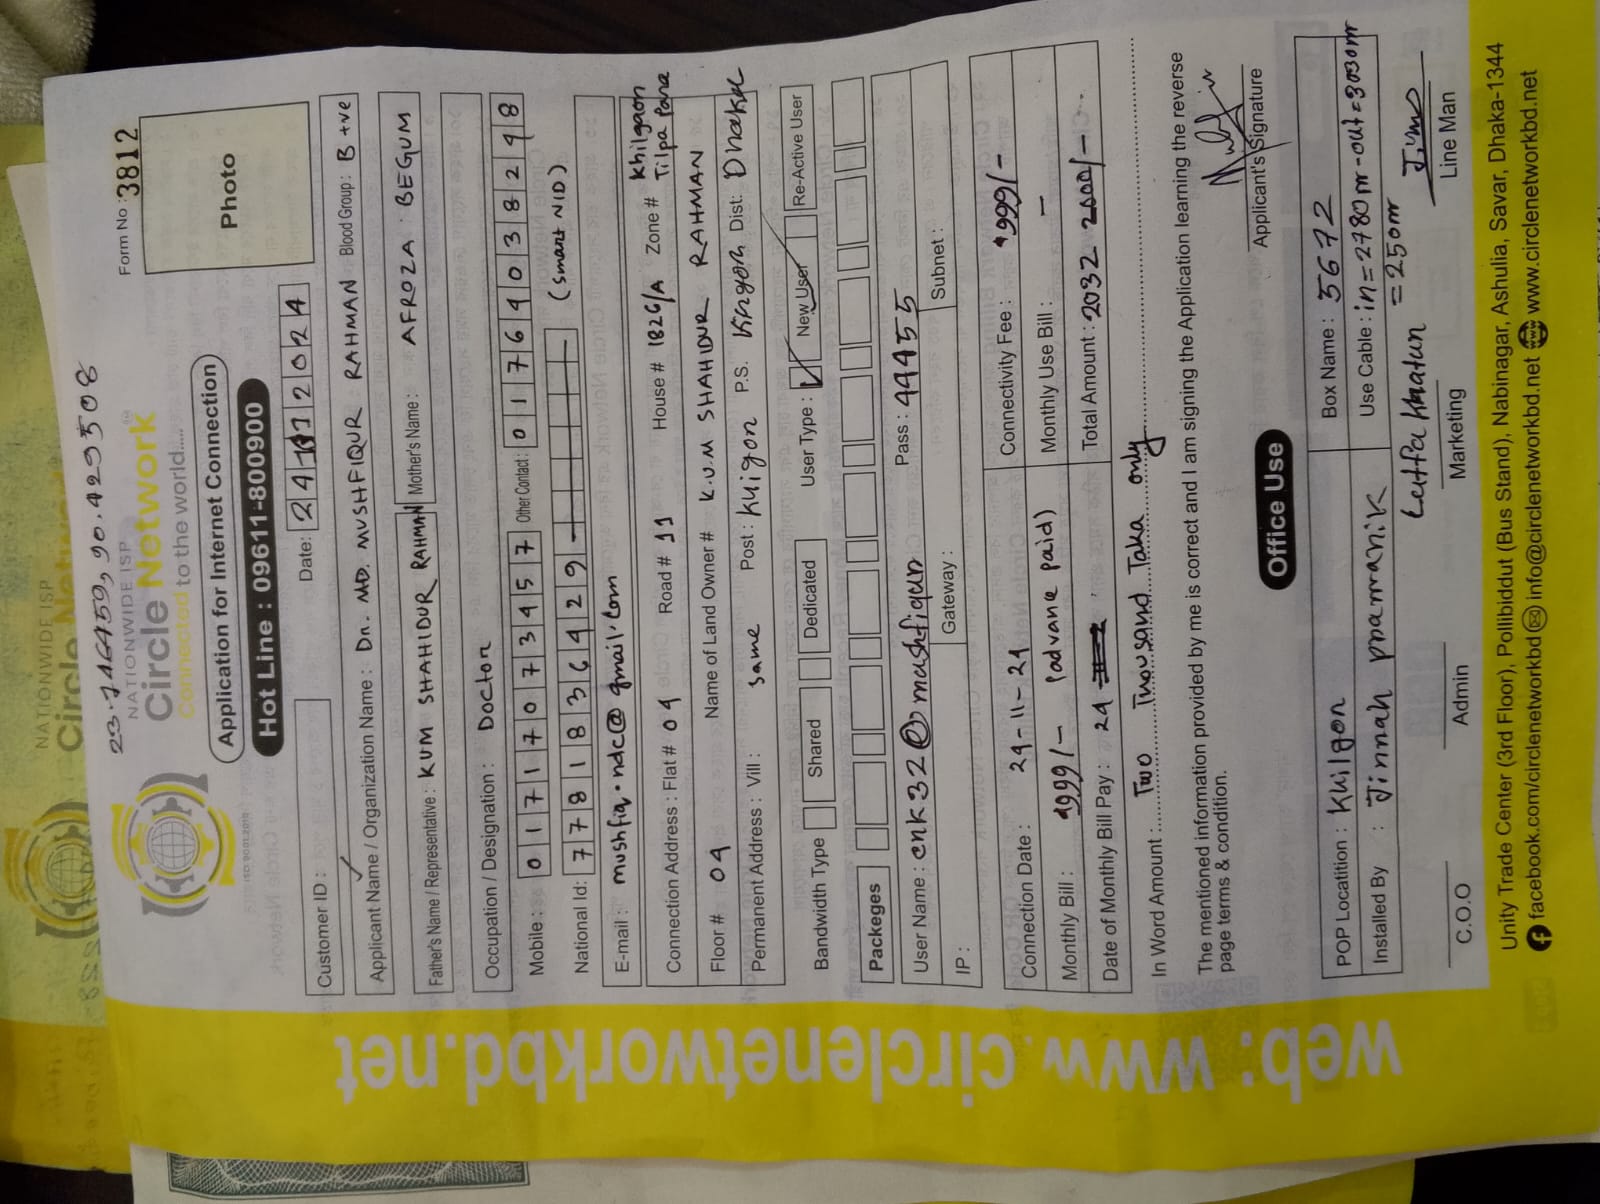 23.746459, 90.429508
Form No : 3812
NATIONWIDE ISP
Circle Network
Connected to the world.....
Photo
Application for Internet Connection
Hot Line : 09611-800900
Date: 24 11 2024
Customer ID :
Applicant Name / Organization Name : Dr. MD. MUSHFIQUR RAHMAN Blood Group: B +ve
Father's Name / Representative : KUM SHAHIDUR RAHMAN Mother's Name : AFROZA BEGUM
Occupation / Designation : Doctor
Mobile : 01717073457 Other Contact: 01764038248
National Id: 7781836429 (Smart NID)
E-mail : mushfiq.ndc@gmail.com
Connection Address : Flat # 04 Road # 11 House # 1826/A Zone # Khilgaon Tilpa Para
Floor # 04 Name of Land Owner # K.U.M SHAHIDUR RAHMAN
Permanent Address : Vill : same Post : Khilgon P.S. Dist: Dhaka
Bandwidth Type Shared Dedicated User Type : New User Re-Active User
Packeges
User Name : cnk32@mushfiqur Pass : 44455
IP : Gateway : Subnet :
Connection Date : 24-11-24 Connectivity Fee : 999/-
Monthly Bill : 999/- (advane paid) Monthly Use Bill : -
Date of Monthly Bill Pay : 24 Total Amount : 2032 2000/-
In Word Amount : Two Thousand Taka only
The mentioned information provided by me is correct and I am signing the Application learning the reverse
page terms & condition.
Applicant's Signature
Office Use
POP Locatition : Khilgon Box Name : 5672
Installed By : Jinnah pramanik Use Cable : in=2780m-out=3030m
=250m
Lutfa Khatun
C.O.O Admin Marketing Line Man
Unity Trade Center (3rd Floor), Pollibiddut (Bus Stand), Nabinagar, Ashulia, Savar, Dhaka-1344
facebook.com/circlenetworkbd info@circlenetworkbd.net www.circlenetworkbd.net
web: www.circlenetworkbd.net